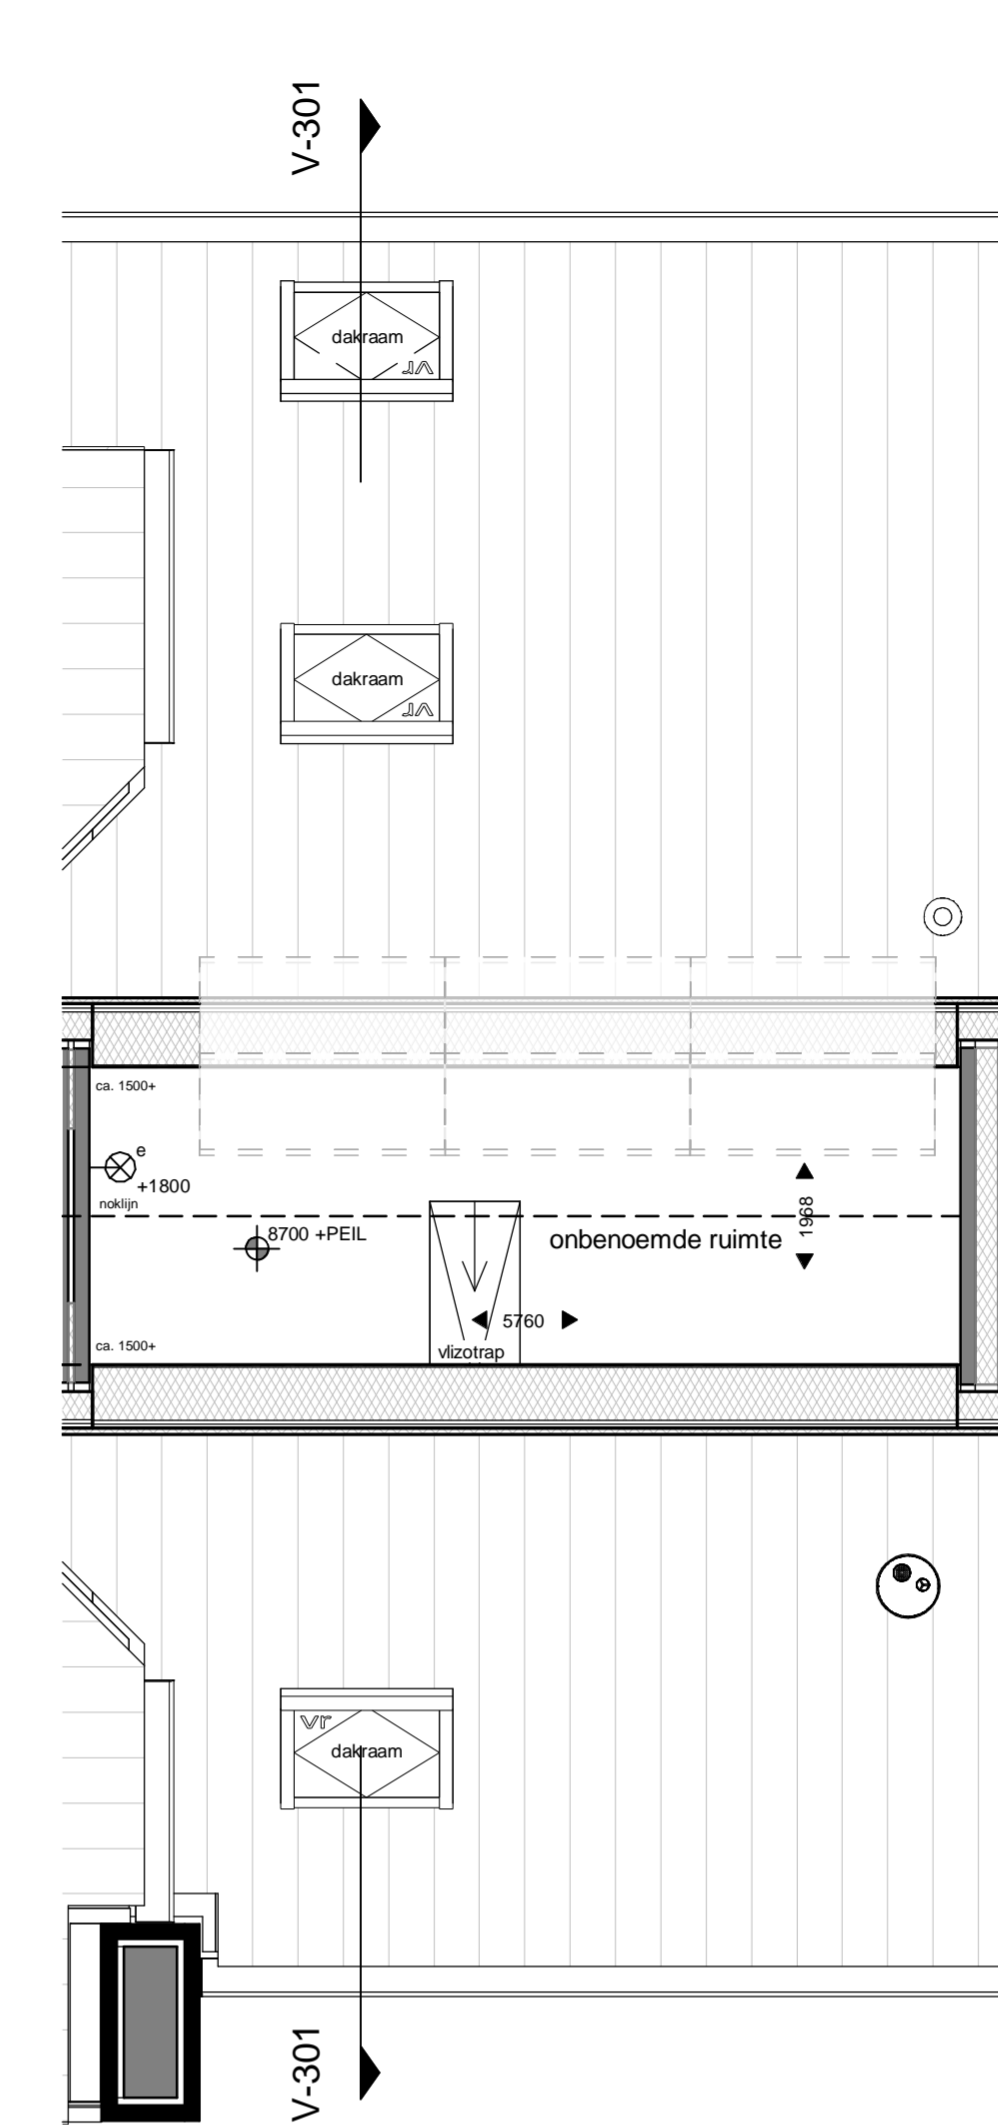 V-301
dakraam
vr
dakraam
vr
ca. 1500+
e
+1800
noklijn
8700 +PEIL
onbenoemde ruimte
1968
5760
ca. 1500+
vlizotrap
vr
dakraam
V-301